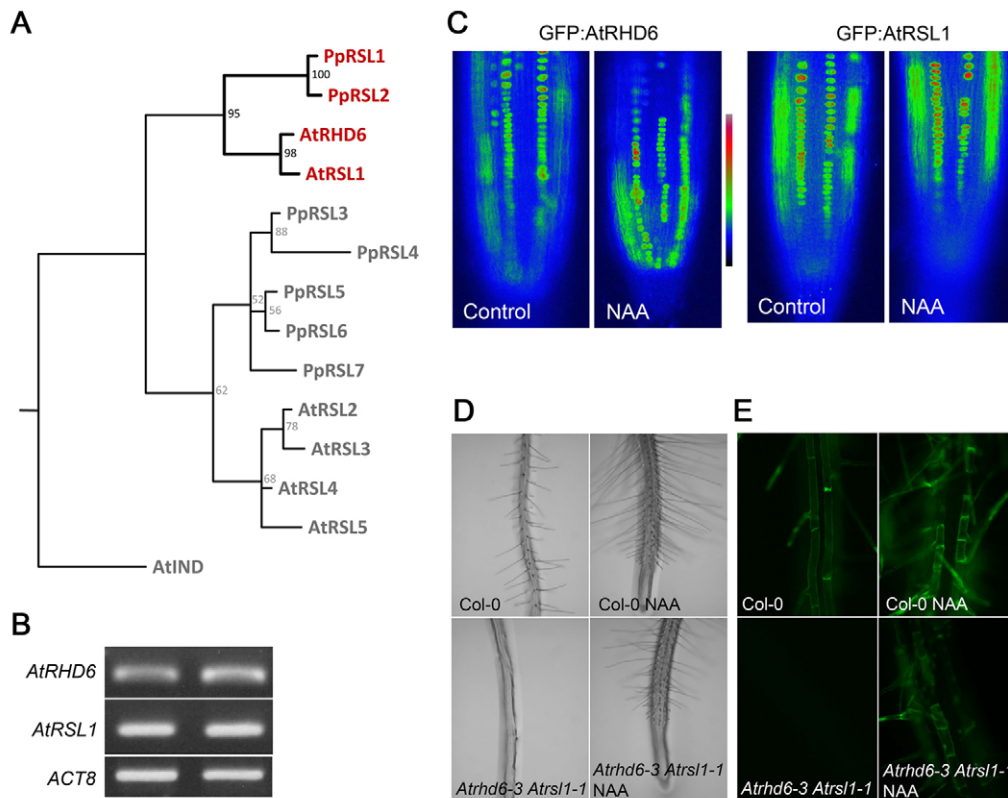 A
PpRSL1
100
PpRSL2
95
AtRHD6
98
AtRSL1
PpRSL3
88
PpRSL4
PpRSL5
52
56
PpRSL6
PpRSL7
62
AtRSL2
78
AtRSL3
68
AtRSL4
AtRSL5
AtIND
B
AtRHD6
AtRSL1
ACT8
C
GFP:AtRHD6
GFP:AtRSL1
Control
NAA
Control
NAA
D
Col-0
Col-0 NAA
Atrhd6-3 Atrsl1-1
Atrhd6-3 Atrsl1-1
NAA
E
Col-0
Col-0 NAA
Atrhd6-3 Atrsl1-1
Atrhd6-3 Atrsl1-1
NAA